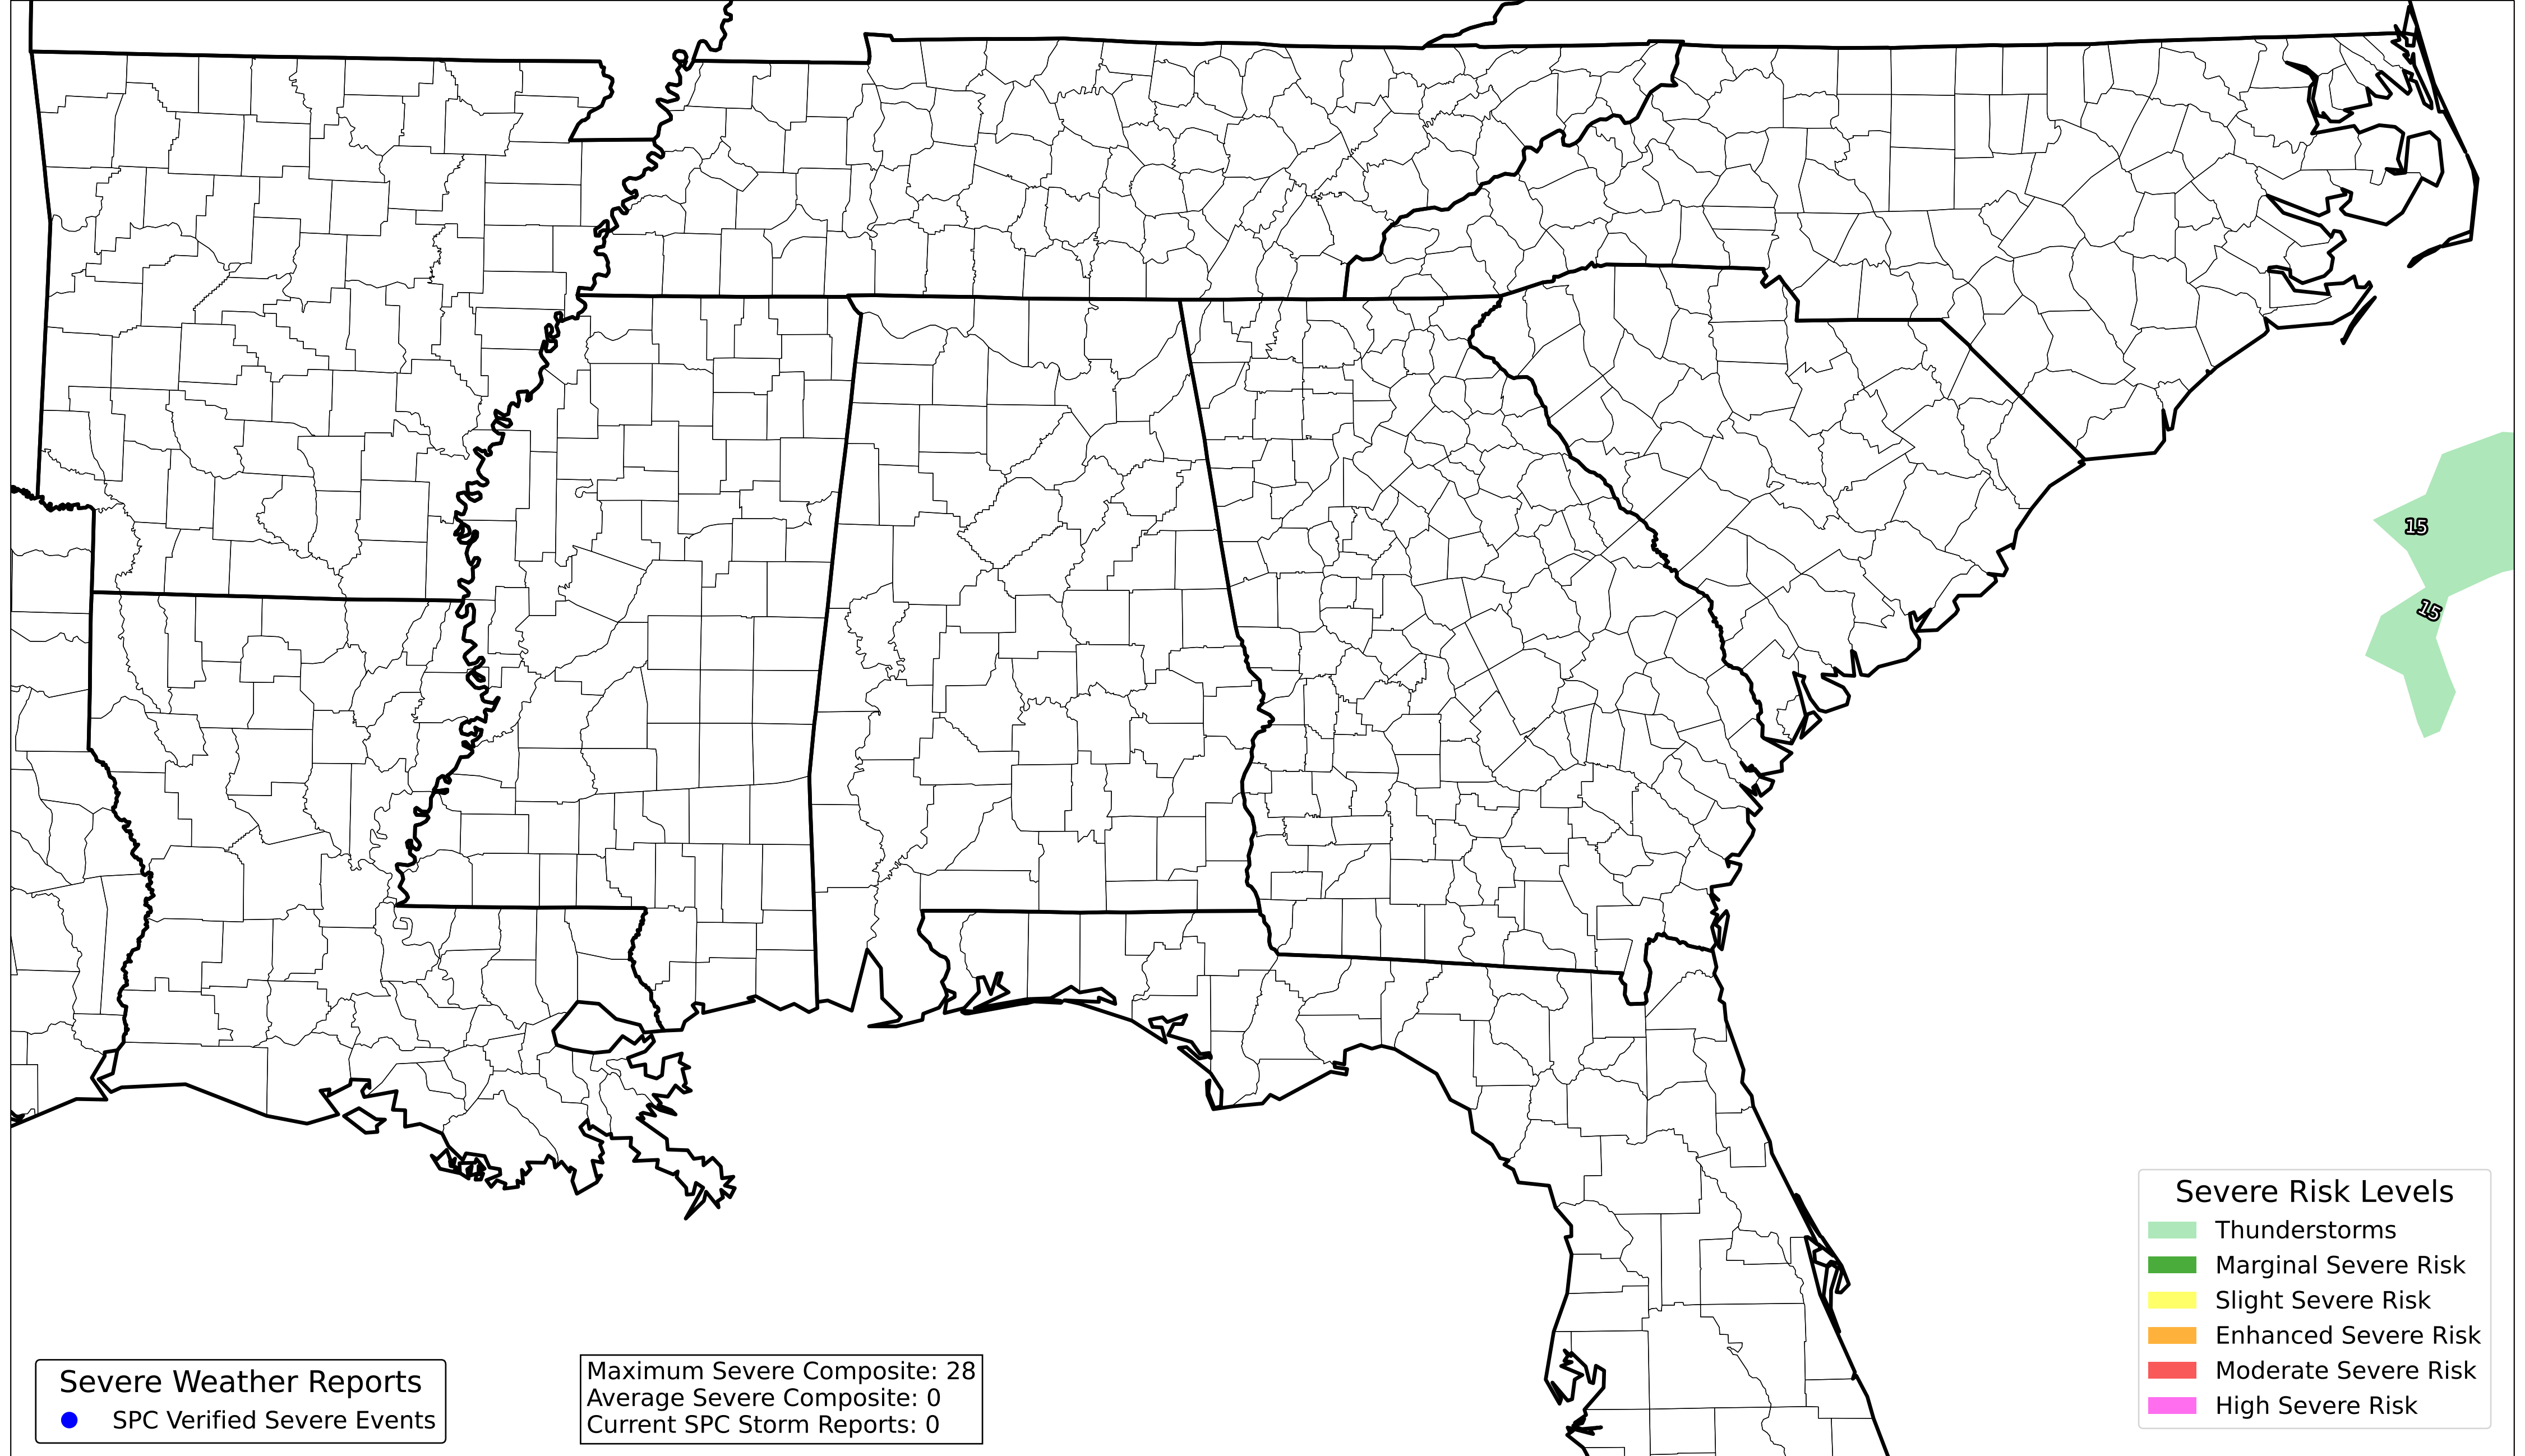 15
15
Severe Risk Levels
Thunderstorms
Marginal Severe Risk
Slight Severe Risk
Enhanced Severe Risk
Moderate Severe Risk
High Severe Risk
Severe Weather Reports
SPC Verified Severe Events
Maximum Severe Composite: 28
Average Severe Composite: 0
Current SPC Storm Reports: 0